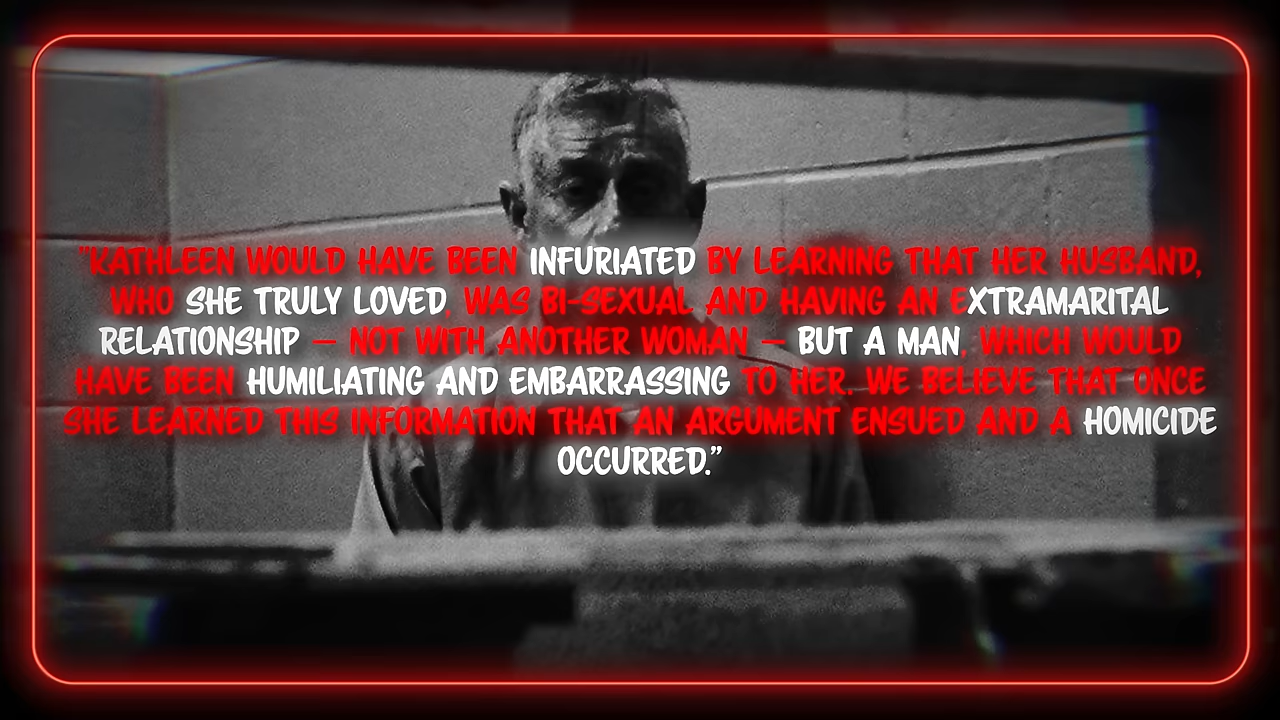 "KATHLEEN WOULD HAVE BEEN INFURIATED BY LEARNING THAT HER HUSBAND,
WHO SHE TRULY LOVED, WAS BI-SEXUAL AND HAVING AN EXTRAMARITAL
RELATIONSHIP — NOT WITH ANOTHER WOMAN — BUT A MAN, WHICH WOULD
HAVE BEEN HUMILIATING AND EMBARRASSING TO HER. WE BELIEVE THAT ONCE
SHE LEARNED THIS INFORMATION THAT AN ARGUMENT ENSUED AND A HOMICIDE
OCCURRED.”